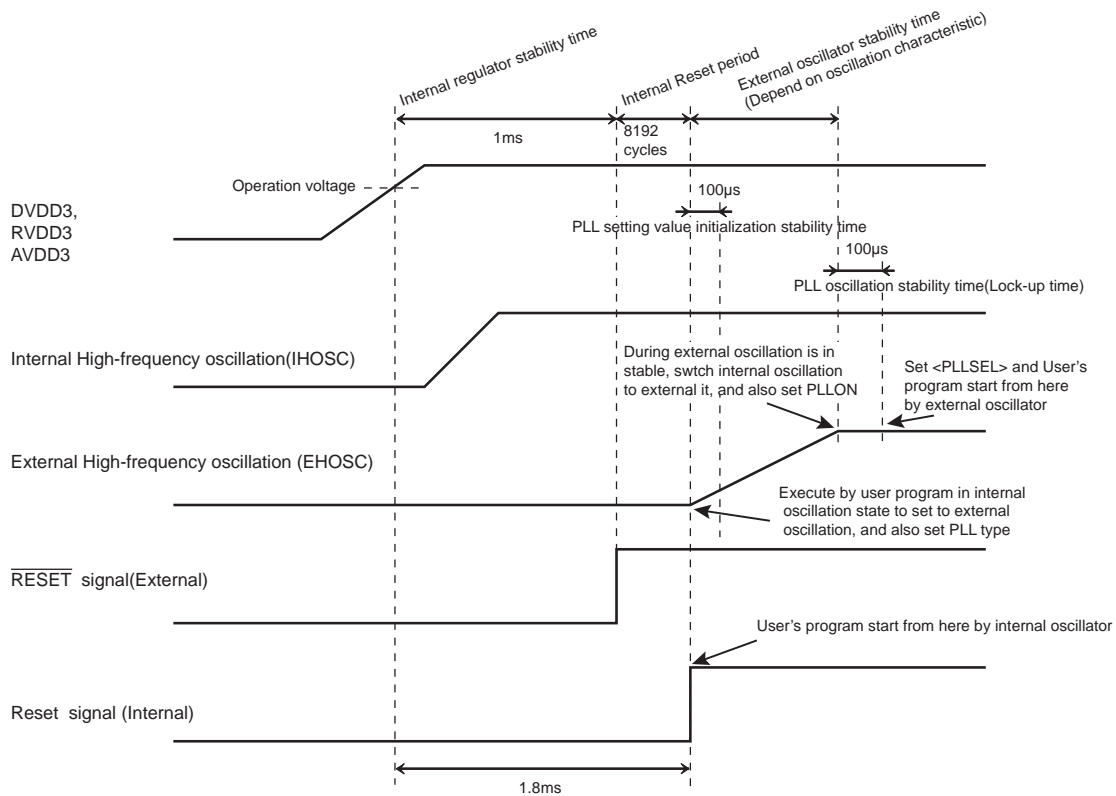 Internal regulator stability time
Internal Reset period
External oscillator stability time
(Depend on oscillation characteristic)
1ms
8192
cycles
Operation voltage
100µs
DVDD3,
RVDD3
AVDD3
PLL setting value initialization stability time
100µs
PLL oscillation stability time(Lock-up time)
Internal High-frequency oscillation(IHOSC)
During external oscillation is in
stable, swtch internal oscillation
to external it, and also set PLLON
Set <PLLSEL> and User's
program start from here
by external oscillator
External High-frequency oscillation (EHOSC)
Execute by user program in internal
oscillation state to set to external
oscillation, and also set PLL type
RESET signal(External)
User's program start from here by internal oscillator
Reset signal (Internal)
1.8ms